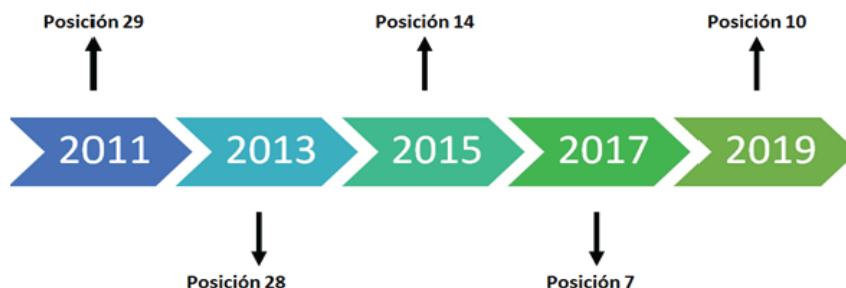 Posición 29
Posición 14
Posición 10
2011
2013
2015
2017
2019
Posición 28
Posición 7